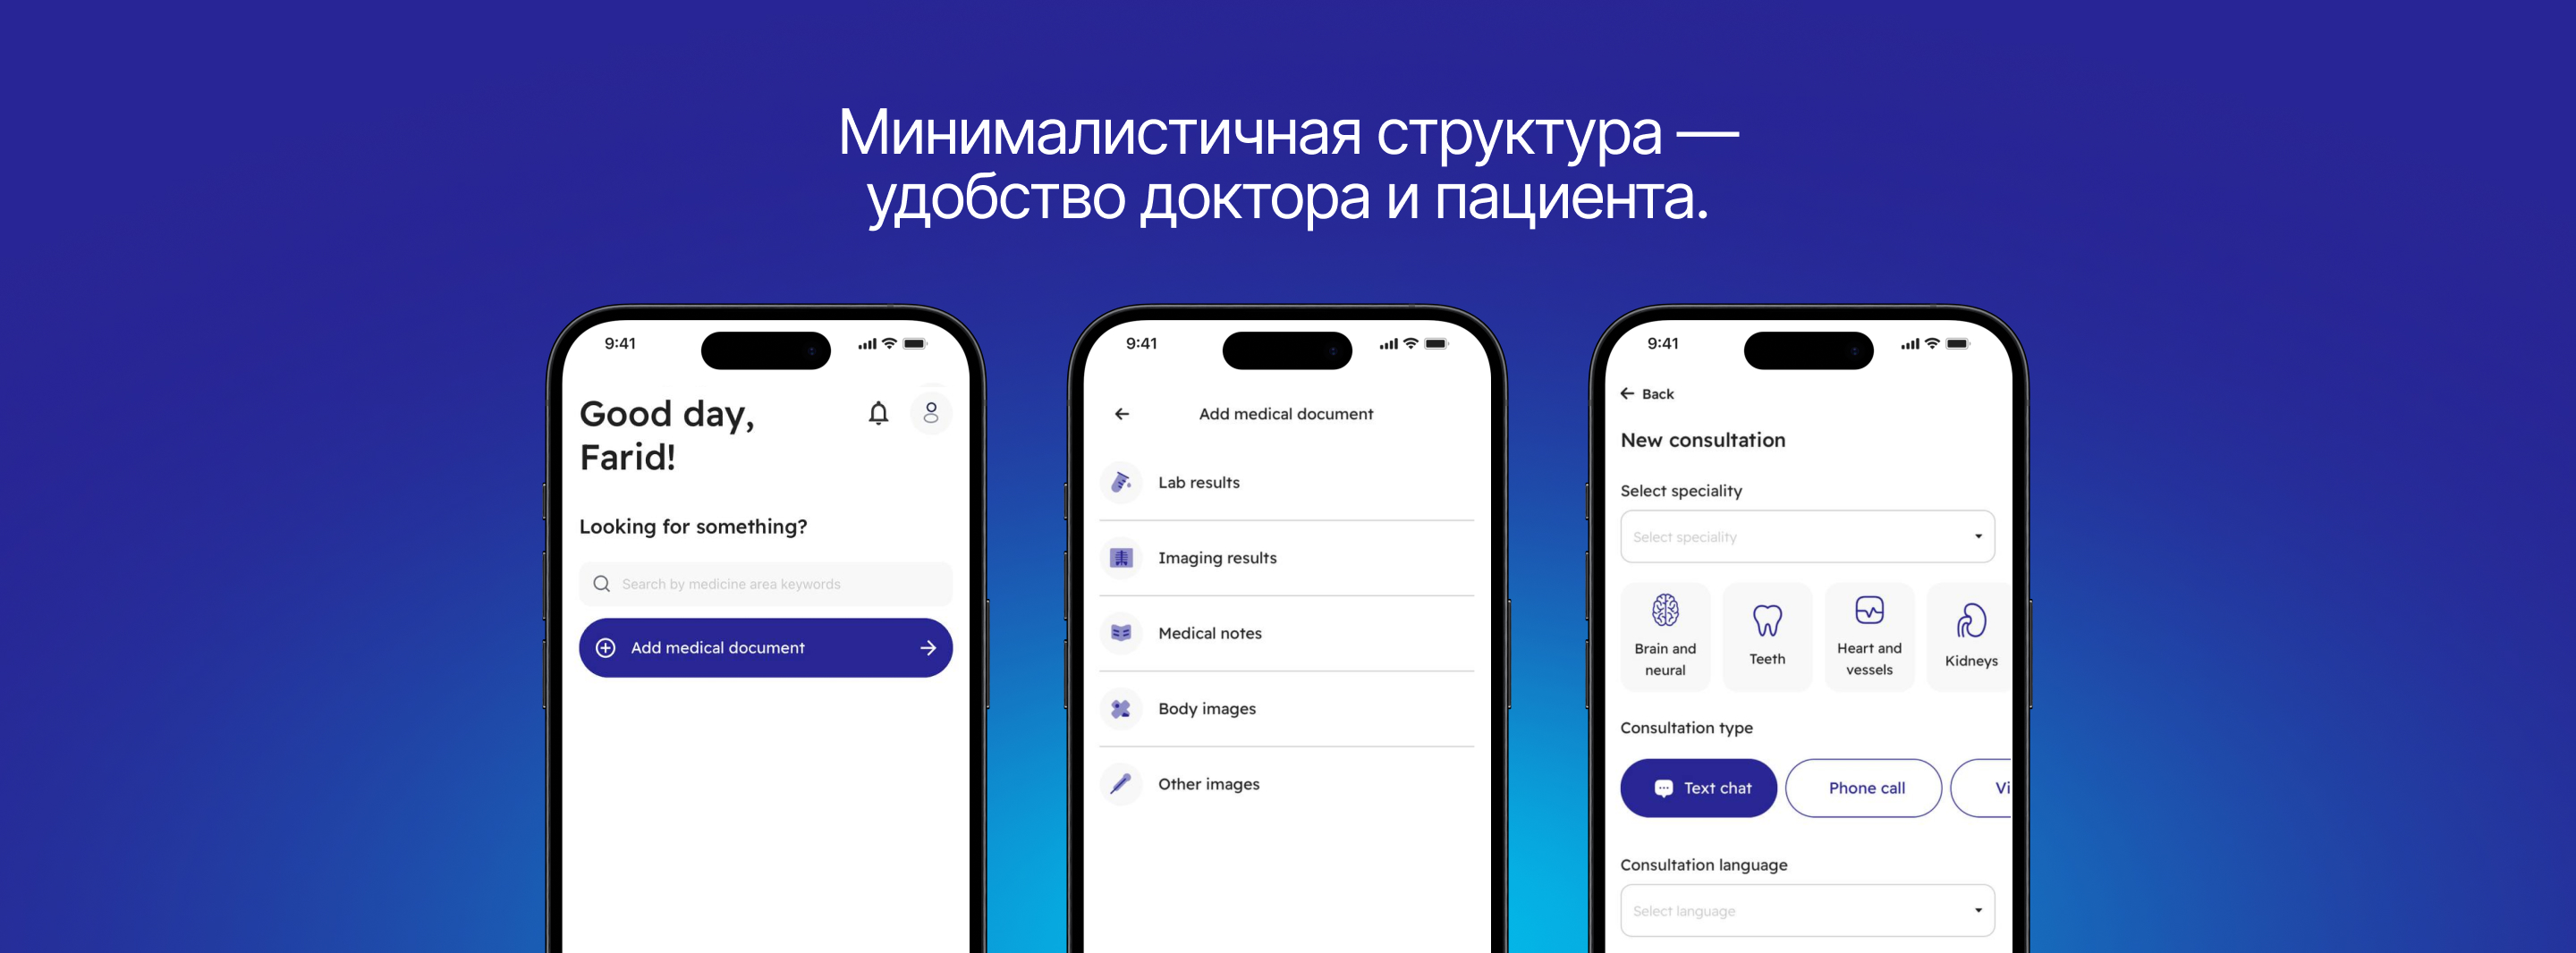 Минималистичная структура —
удобство доктора и пациента.
9:41
Good day,
Farid!
Looking for something?
Search by medicine area keywords
Add medical document
9:41
Add medical document
Lab results
Imaging results
Medical notes
Body images
Other images
9:41
Back
New consultation
Select speciality
Select speciality
Brain and
neural
Teeth
Heart and
vessels
Kidneys
Consultation type
Text chat
Phone call
Vi
Consultation language
Select language